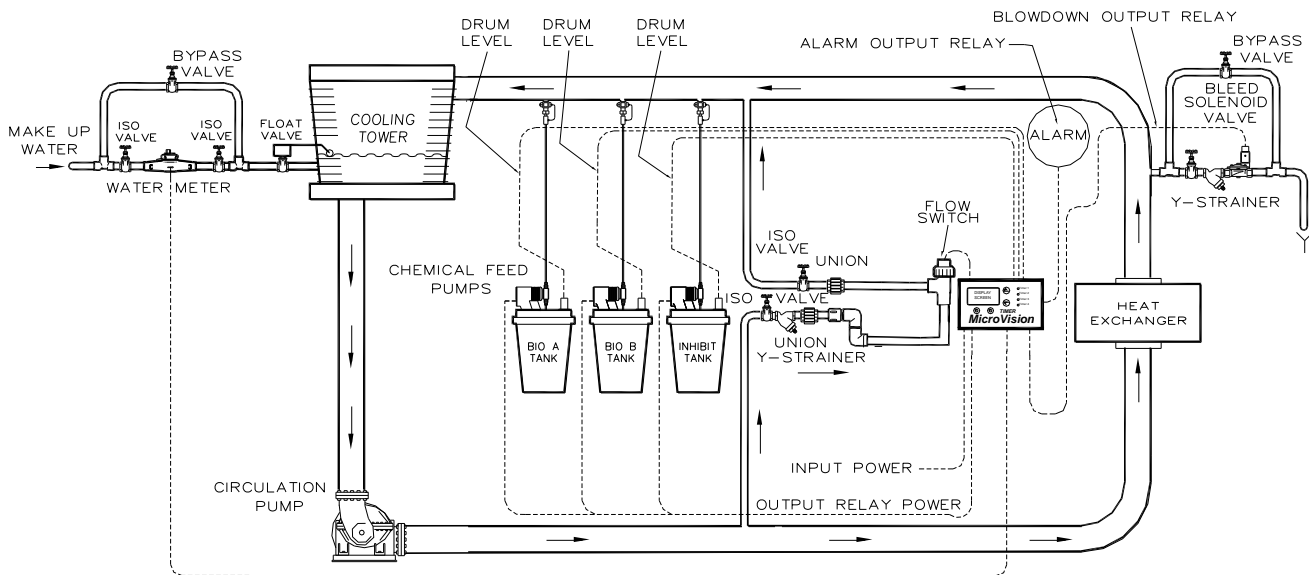 DRUM
LEVEL
DRUM
LEVEL
DRUM
LEVEL
BLOWDOWN OUTPUT RELAY
ALARM OUTPUT RELAY
BYPASS
VALVE
BYPASS
VALVE
BLEED
SOLENOID
VALVE
MAKE UP
WATER
ISO
VALVE
ISO
VALVE
FLOAT
VALVE
COOLING
TOWER
ALARM
WATER METER
Y-STRAINER
FLOW
SWITCH
ISO
VALVE
UNION
CHEMICAL FEED
PUMPS
ISO VALVE
DISPLAY
SCREEN
TIMER
MicroVision
HEAT
EXCHANGER
BIO A
TANK
BIO B
TANK
INHIBIT
TANK
UNION
Y-STRAINER
INPUT POWER
CIRCULATION
PUMP
OUTPUT RELAY POWER